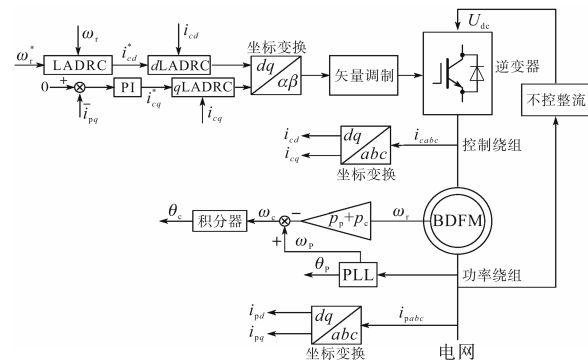 ω_r
i_cd
U_dc
ω_r^*
LADRC
i_cd^*
dLADRC
坐标变换
dq
αβ
矢量调制
逆变器
不控整流
0
+
−
i_pq
PI
i_cq^*
qLADRC
i_cq
i_cd
i_cq
dq
abc
坐标变换
i_cabc
控制绕组
θ_c
积分器
ω_c
−
p_p+p_c
ω_r
BDFM
+
ω_p
θ_p
PLL
功率绕组
i_pd
i_pq
dq
abc
坐标变换
i_pabc
电网